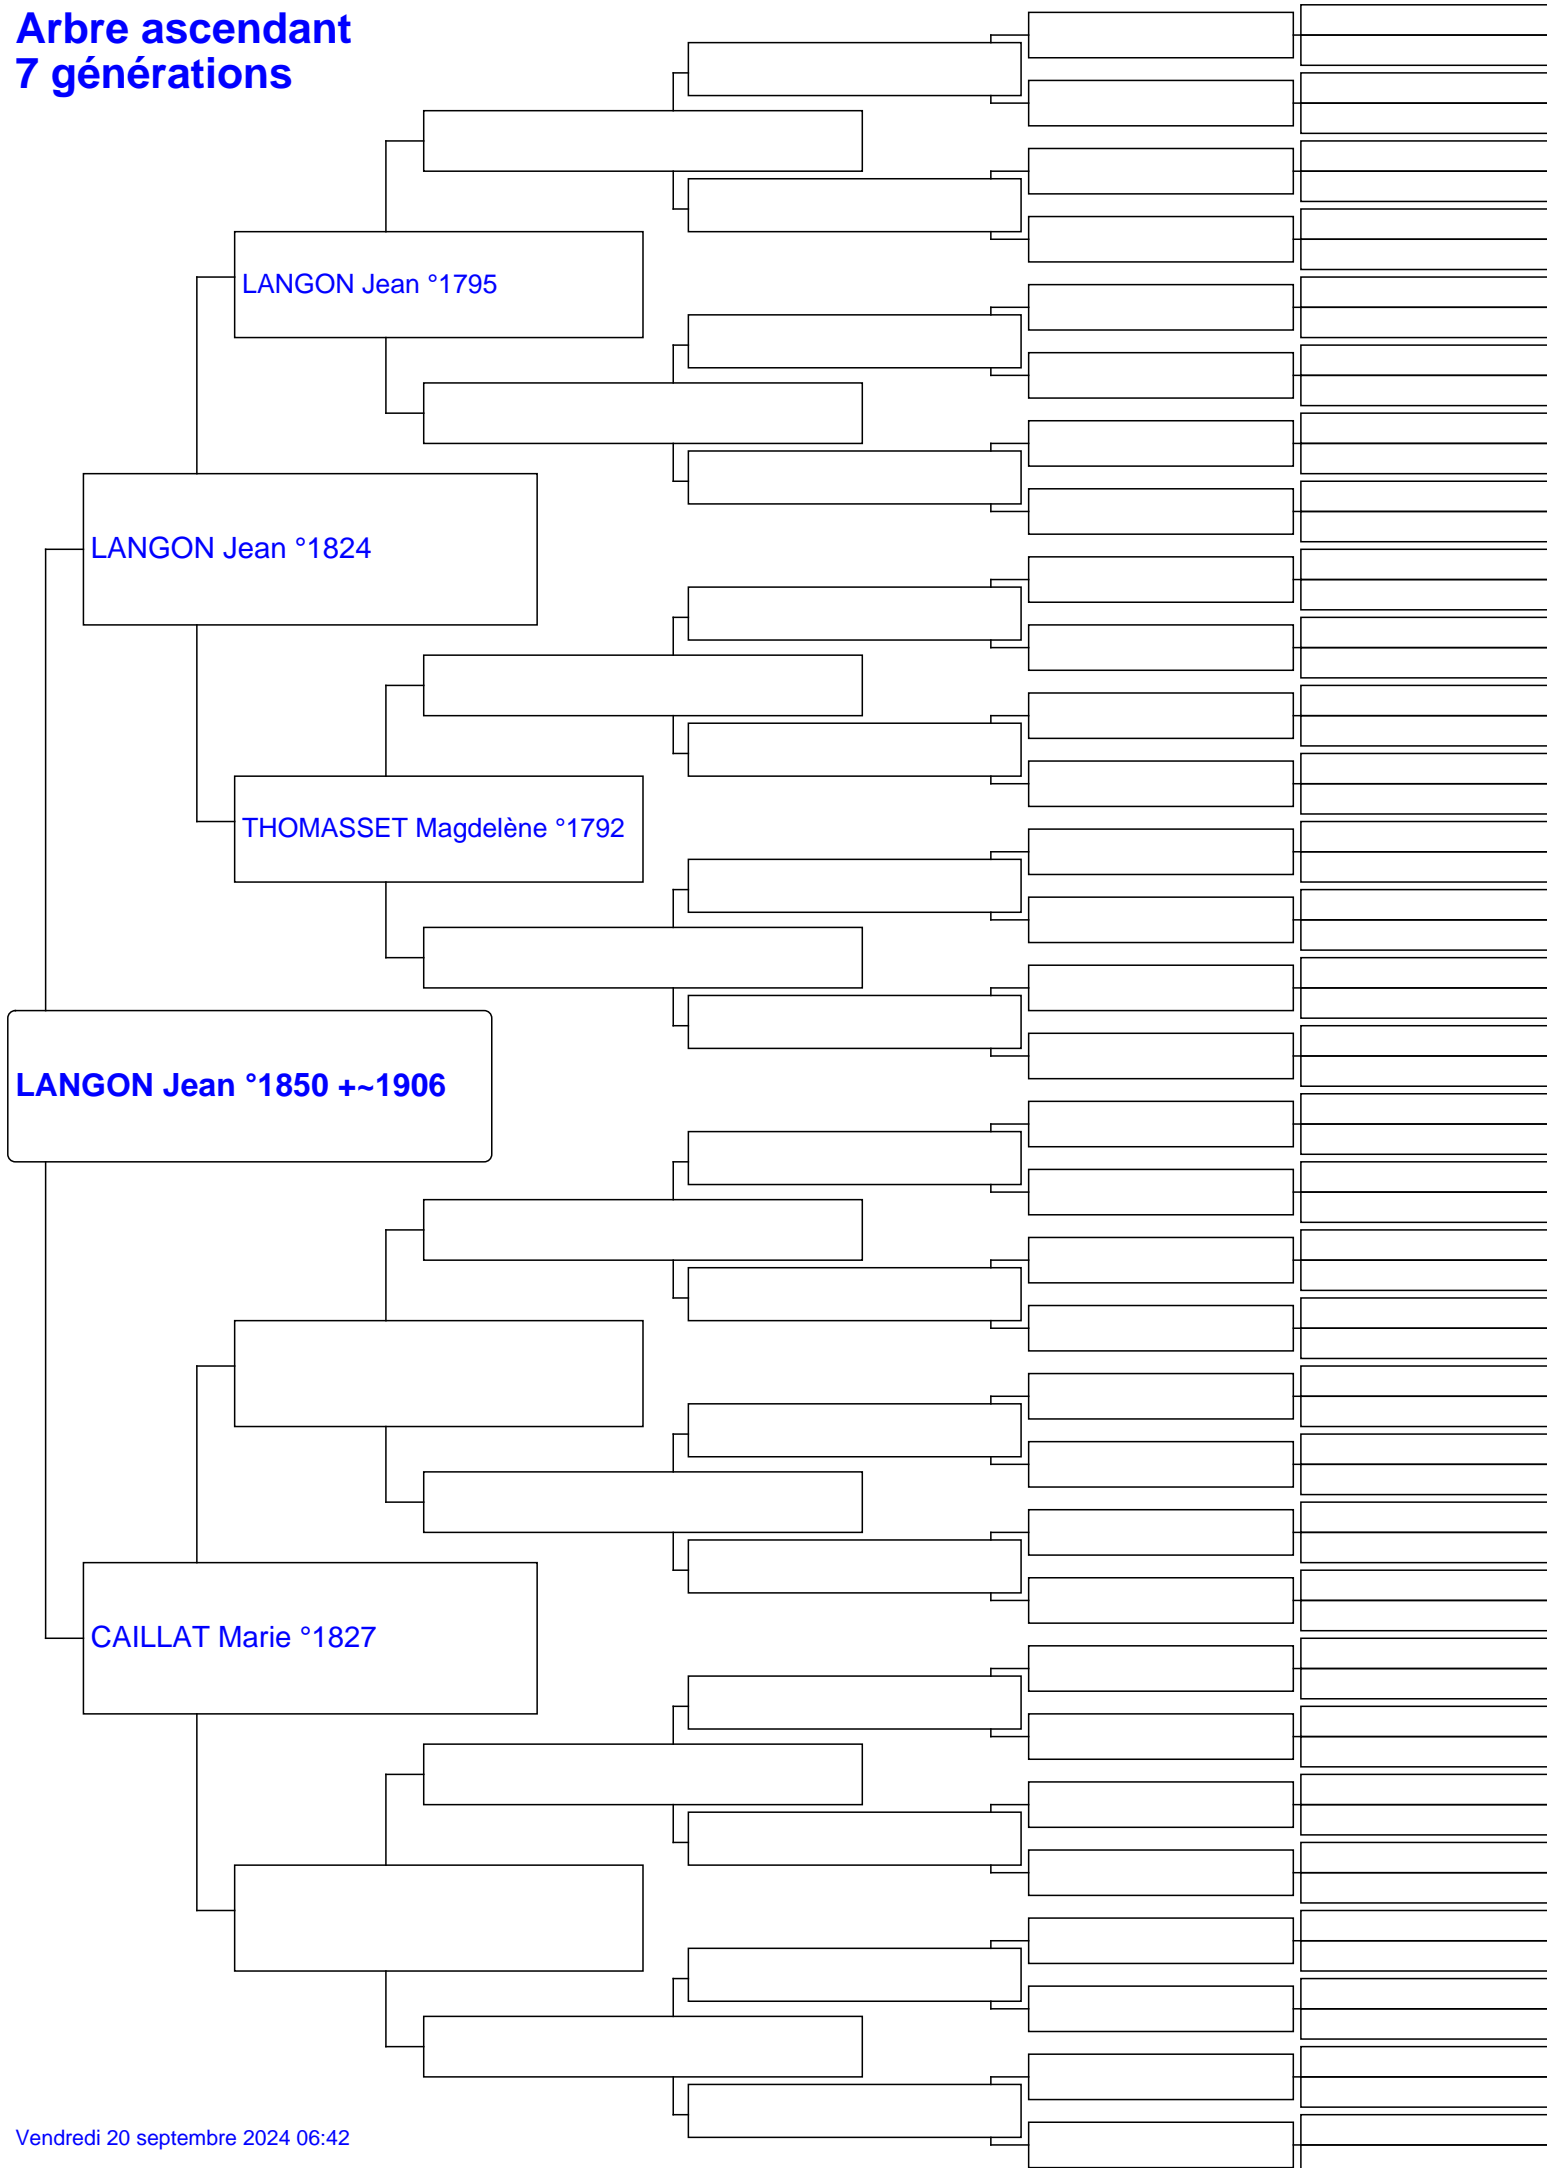 Arbre ascendant
7 générations
LANGON Jean °1795
LANGON Jean °1824
THOMASSET Magdelène °1792
LANGON Jean °1850 +~1906
CAILLAT Marie °1827
Vendredi 20 septembre 2024 06:42